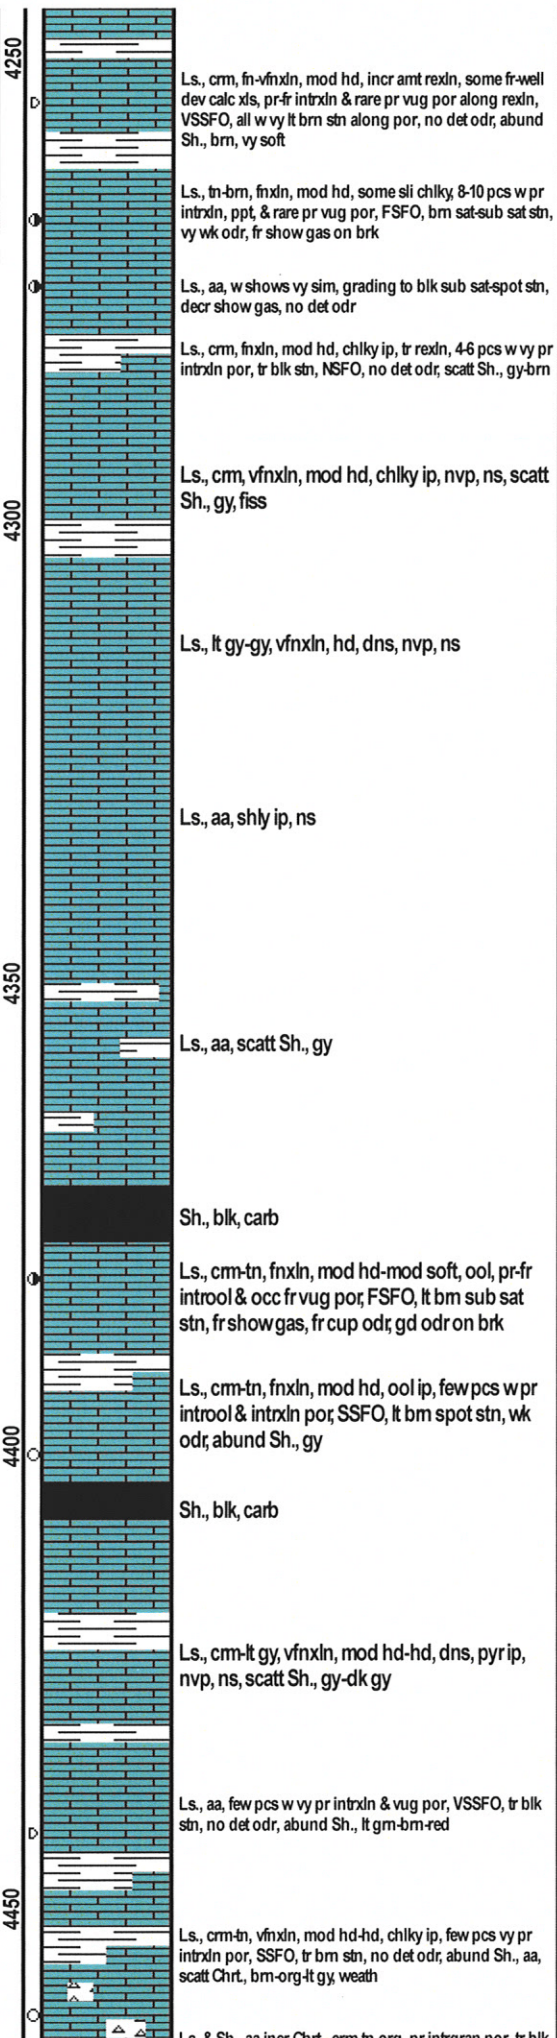 4250
Ls., crm, fn-vfnxln, mod hd, incr amt rexln, some fr-well
dev calc xls, pr-fr intrxln & rare pr vug por along rexln,
VSSFO, all w vy lt brn stn along por, no det odr, abund
Sh., brn, vy soft
Ls., tn-brn, fnxln, mod hd, some sli chlky, 8-10 pcs w pr
intrxln, ppt, & rare pr vug por, FSFO, brn sat-sub sat stn,
vy wk odr, fr show gas on brk
Ls., aa, w shows vy sim, grading to blk sub sat-spot stn,
decr show gas, no det odr
Ls., crm, fnxln, mod hd, chlky ip, tr rexln, 4-6 pcs w vy pr
intrxln por, tr blk stn, NSFO, no det odr, scatt Sh., gy-brn
Ls., crm, vfnxln, mod hd, chlky ip, nvp, ns, scatt
Sh., gy, fiss
4300
Ls., lt gy-gy, vfnxln, hd, dns, nvp, ns
Ls., aa, shly ip, ns
4350
Ls., aa, scatt Sh., gy
Sh., blk, carb
Ls., crm-tn, fnxln, mod hd-mod soft, ool, pr-fr
introol & occ fr vug por, FSFO, lt brn sub sat
stn, fr show gas, fr cup odr, gd odr on brk
Ls., crm-tn, fnxln, mod hd, ool ip, few pcs w pr
introol & intrxln por, SSFO, lt brn spot stn, wk
odr, abund Sh., gy
4400
Sh., blk, carb
Ls., crm-lt gy, vfnxln, mod hd-hd, dns, pyr ip,
nvp, ns, scatt Sh., gy-dk gy
Ls., aa, few pcs w vy pr intrxln & vug por, VSSFO, tr blk
stn, no det odr, abund Sh., lt grn-brn-red
4450
Ls., crm-tn, vfnxln, mod hd-hd, chlky ip, few pcs vy pr
intrxln por, SSFO, tr brn stn, no det odr, abund Sh., aa,
scatt Chrt., brn-org-lt gy, weath
Ls. & Sh., aa incr Chrt., crm-tn-org, pr intrgran por, tr blk